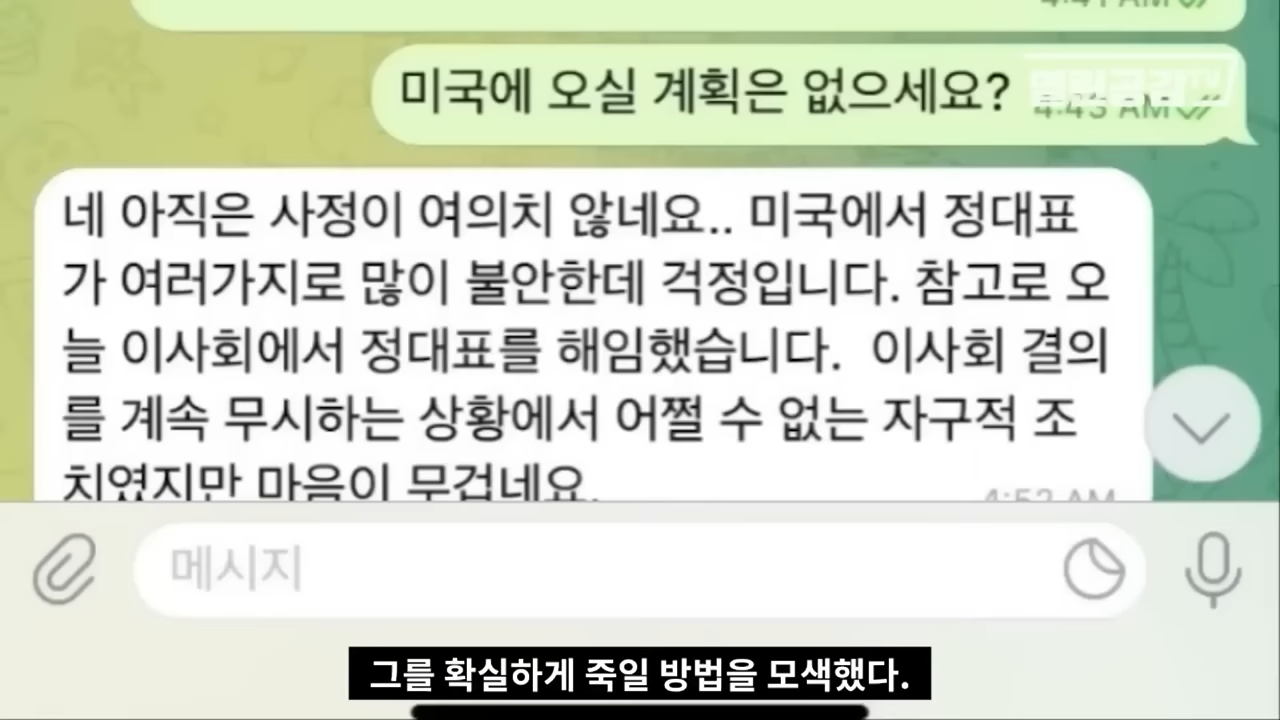 미국에 오실 계획은 없으세요?
4:43 AM
네 아직은 사정이 여의치 않네요.. 미국에서 정대표
가 여러가지로 많이 불안한데 걱정입니다. 참고로 오
늘 이사회에서 정대표를 해임했습니다. 이사회 결의
를 계속 무시하는 상황에서 어쩔 수 없는 자구적 조
치였지만 마음이 무겁네요.
4:52 AM
메시지
그를 확실하게 죽일 방법을 모색했다.